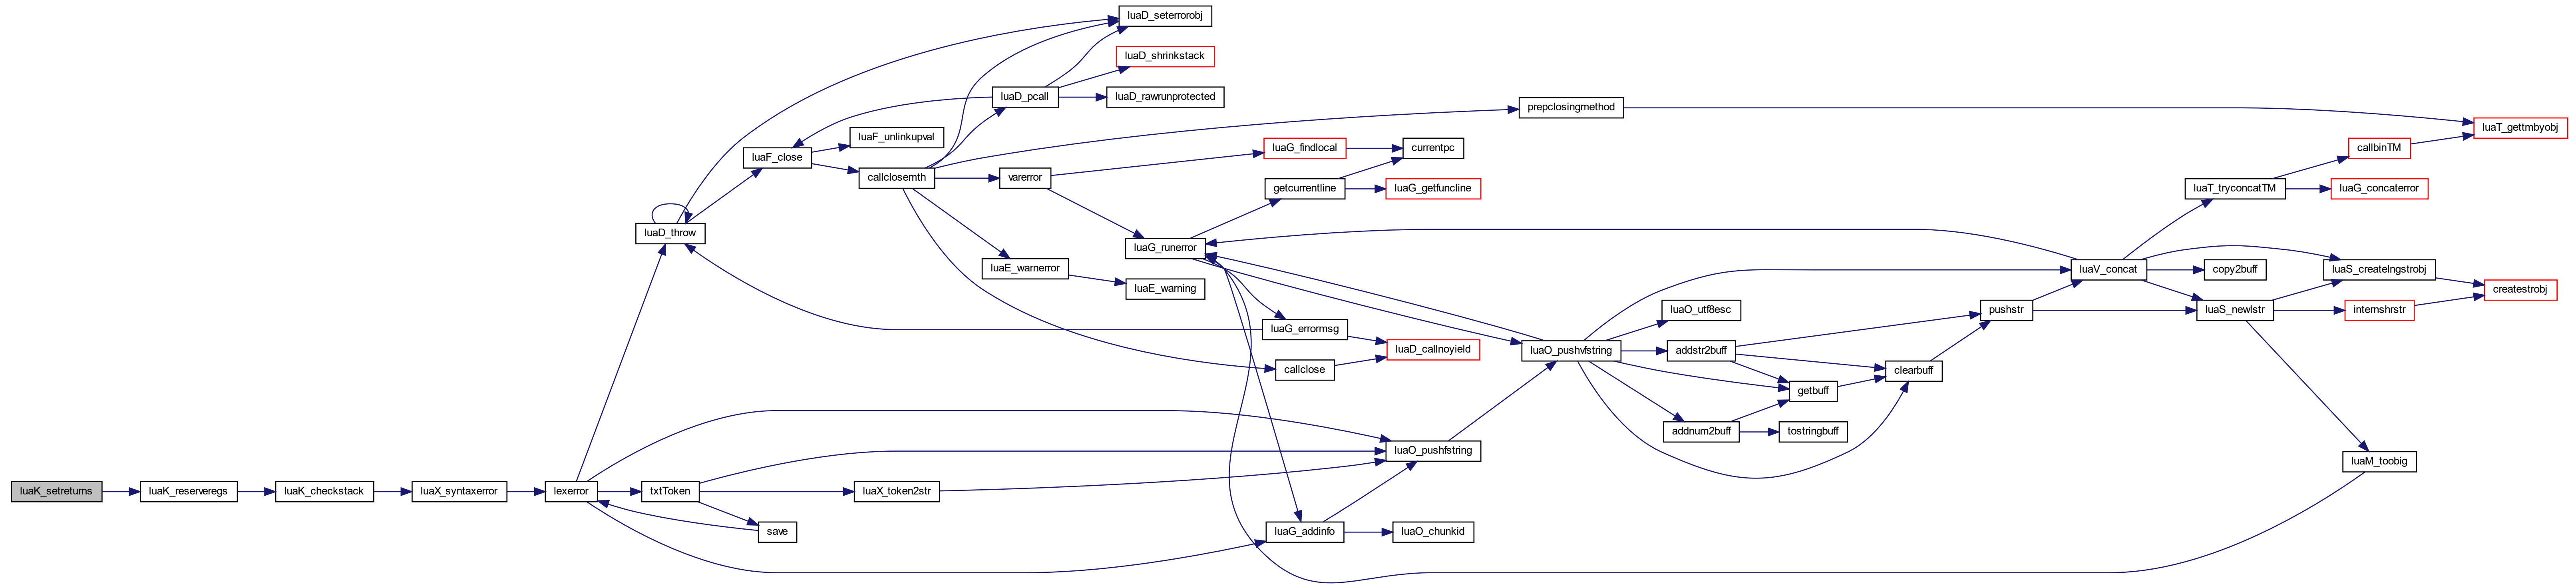 luaD_seterrorobj
luaD_shrinkstack
luaD_pcall
luaD_rawrunprotected
prepclosingmethod
luaT_gettmbyobj
luaF_unlinkupval
luaF_close
luaG_findlocal
currentpc
callbinTM
callclosemth
varerror
getcurrentline
luaG_getfuncline
luaT_tryconcatTM
luaG_concaterror
luaD_throw
luaG_runerror
luaE_warnerror
luaV_concat
copy2buff
luaS_createlngstrobj
luaE_warning
createstrobj
luaO_utf8esc
pushstr
luaS_newlstr
internshrstr
luaG_errormsg
luaD_callnoyield
luaO_pushvfstring
addstr2buff
callclose
clearbuff
getbuff
addnum2buff
tostringbuff
luaO_pushfstring
luaM_toobig
luaK_setreturns
luaK_reserveregs
luaK_checkstack
luaX_syntaxerror
lexerror
txtToken
luaX_token2str
save
luaG_addinfo
luaO_chunkid